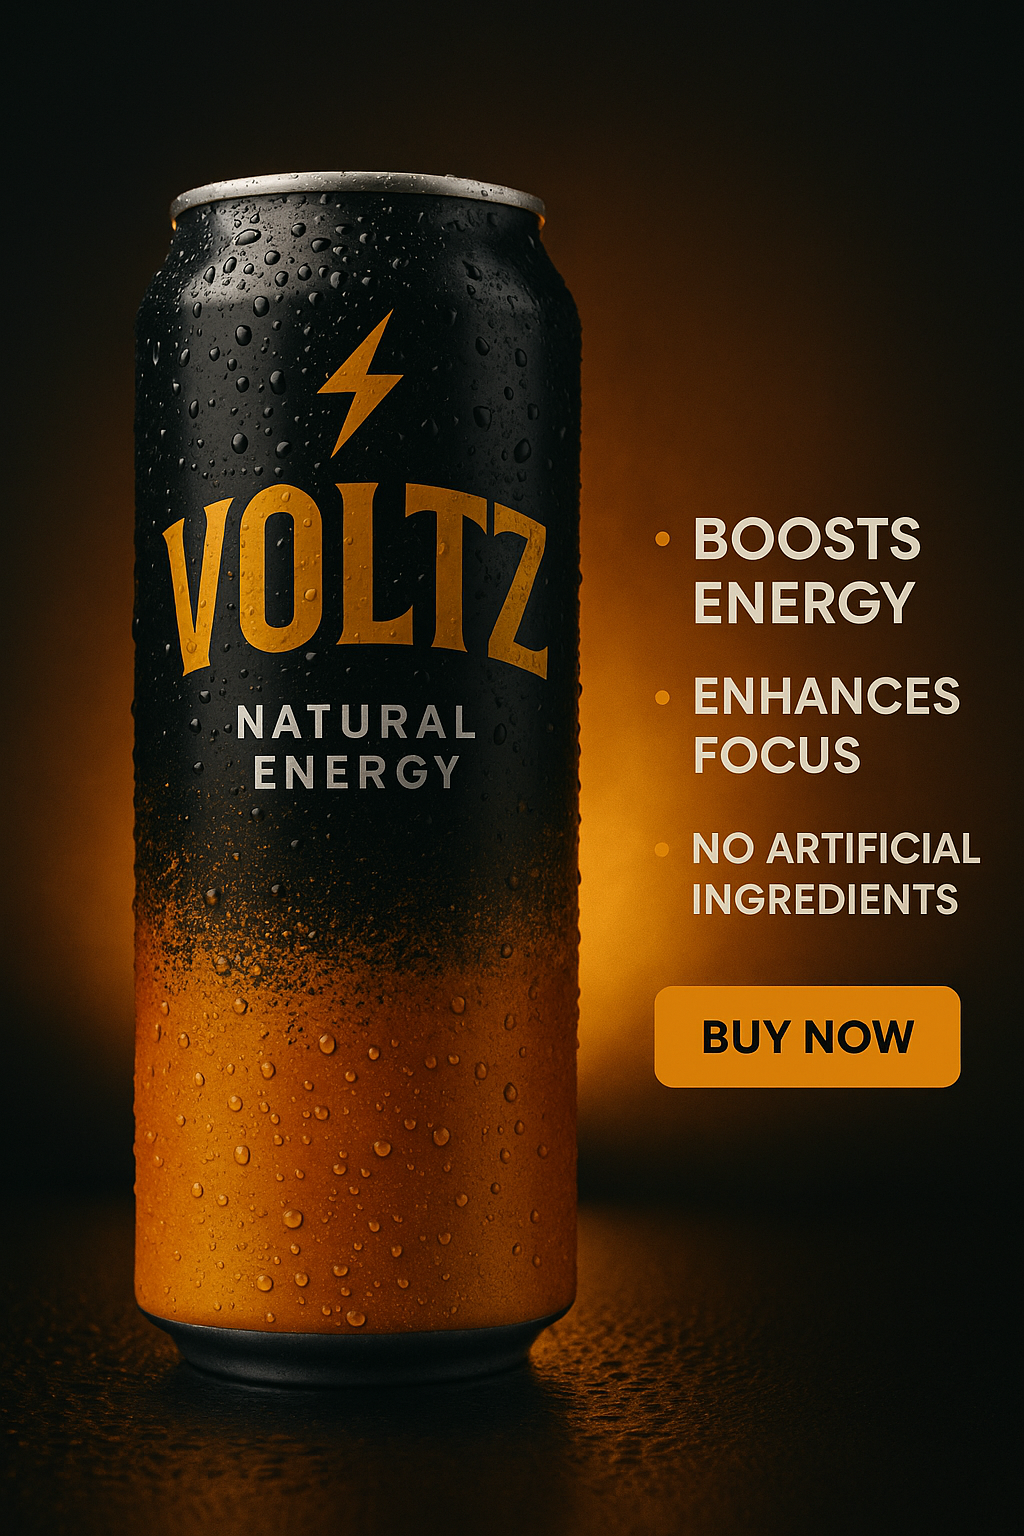 VOLTZ
NATURAL
ENERGY
• BOOSTS
ENERGY
• ENHANCES
FOCUS
• NO ARTIFICIAL
INGREDIENTS
BUY NOW